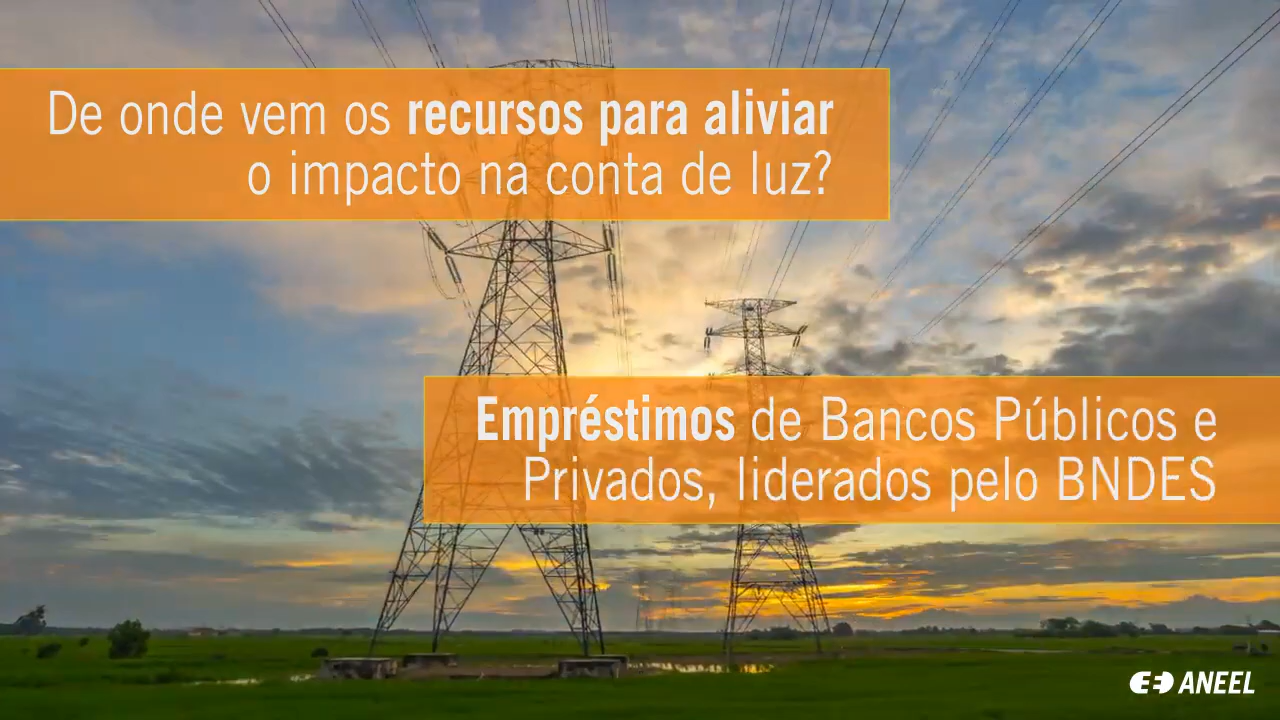 De onde vem os recursos para aliviar
o impacto na conta de luz?
Empréstimos de Bancos Públicos e
Privados, liderados pelo BNDES
ANEEL